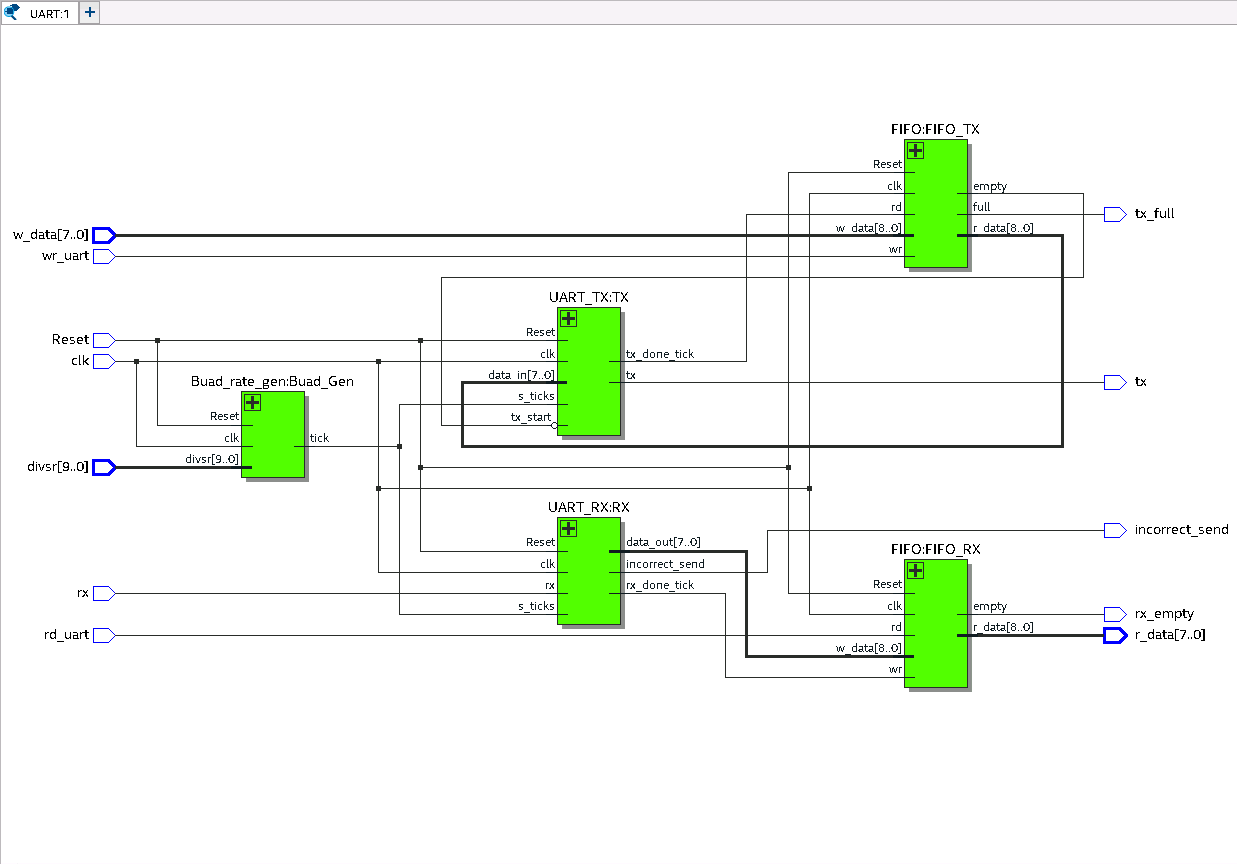 UART:1
FIFO:FIFO_TX
Reset
clk
rd
w_data[8..0]
wr
empty
full
r_data[8..0]
tx_full
w_data[7..0]
wr_uart
UART_TX:TX
Reset
clk
data_in[7..0]
s_ticks
tx_start
tx_done_tick
tx
tx
Reset
clk
Buad_rate_gen:Buad_Gen
Reset
clk
divsr[9..0]
tick
divsr[9..0]
UART_RX:RX
Reset
clk
rx
s_ticks
data_out[7..0]
incorrect_send
rx_done_tick
incorrect_send
FIFO:FIFO_RX
Reset
clk
rd
w_data[8..0]
wr
empty
r_data[8..0]
rx_empty
r_data[7..0]
rx
rd_uart